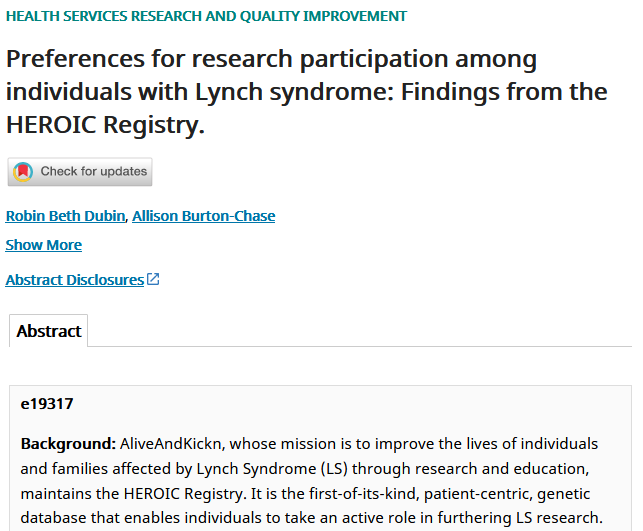 HEALTH SERVICES RESEARCH AND QUALITY IMPROVEMENT
Preferences for research participation among
individuals with Lynch syndrome: Findings from the
HEROIC Registry.
Check for updates
Robin Beth Dubin, Allison Burton-Chase
Show More
Abstract Disclosures
Abstract
e19317
Background: AliveAndKickn, whose mission is to improve the lives of individuals
and families affected by Lynch Syndrome (LS) through research and education,
maintains the HEROIC Registry. It is the first-of-its-kind, patient-centric, genetic
database that enables individuals to take an active role in furthering LS research.